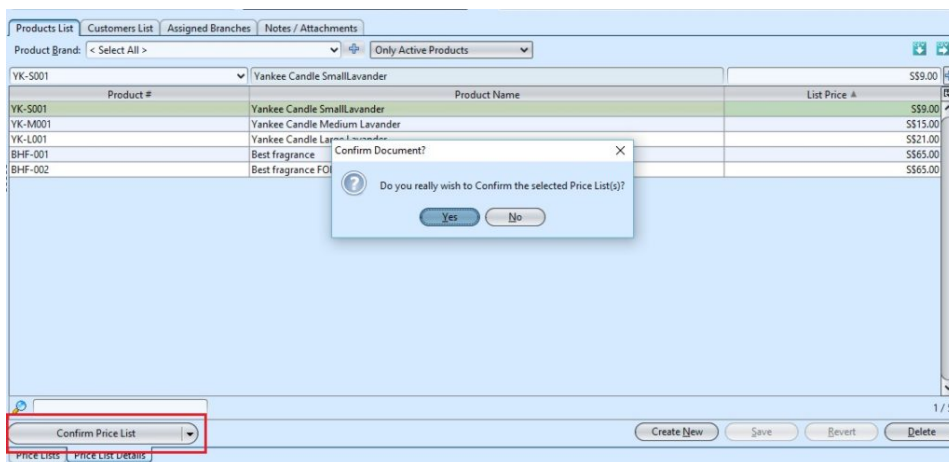 Products List Customers List Assigned Branches Notes / Attachments
Product Brand: < Select All > Only Active Products
YK-S001 Yankee Candle SmallLavander S$9.00
Product # Product Name List Price
YK-S001 Yankee Candle SmallLavander S$9.00
YK-M001 Yankee Candle Medium Lavander S$15.00
YK-L001 Yankee Candle Large Lavander S$21.00
BHF-001 Best fragrance S$65.00
BHF-002 Best fragrance FO S$65.00
Confirm Document?
Do you really wish to Confirm the selected Price List(s)?
Yes No
1 / 5
Confirm Price List Create New Save Revert Delete
Price Lists Price List Details